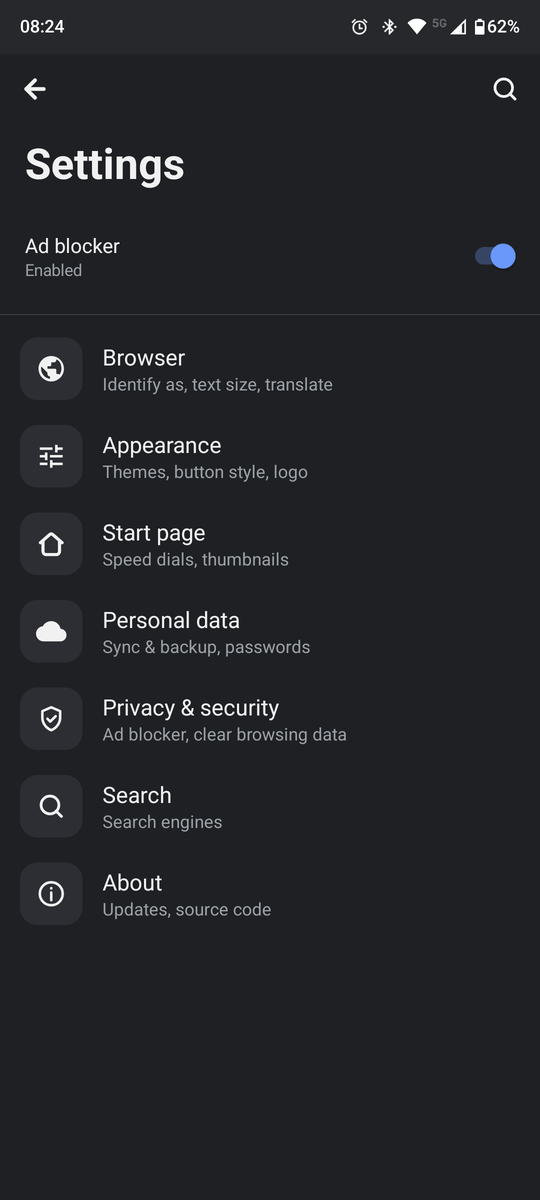 08:24
5G
62%
Settings
Ad blocker
Enabled
Browser
Identify as, text size, translate
Appearance
Themes, button style, logo
Start page
Speed dials, thumbnails
Personal data
Sync & backup, passwords
Privacy & security
Ad blocker, clear browsing data
Search
Search engines
About
Updates, source code